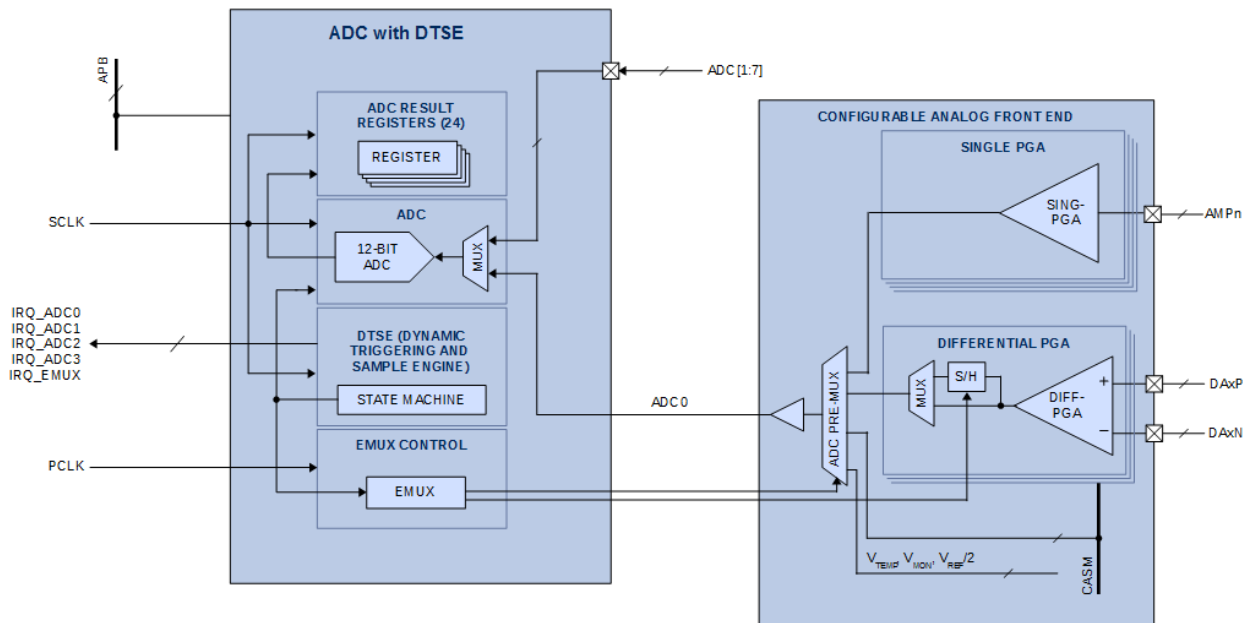 ADC with DTSE
APB
ADC[1:7]
ADC RESULT
REGISTERS (24)
REGISTER
SCLK
ADC
12-BIT
ADC
MUX
IRQ_ADC0
IRQ_ADC1
IRQ_ADC2
IRQ_ADC3
IRQ_EMUX
DTSE (DYNAMIC
TRIGGERING AND
SAMPLE ENGINE)
STATE MACHINE
PCLK
EMUX CONTROL
EMUX
ADC0
CONFIGURABLE ANALOG FRONT END
SINGLE PGA
SING-
PGA
AMPn
DIFFERENTIAL PGA
ADC PRE-MUX
MUX
S/H
+
DIFF-
PGA
−
DAxP
DAxN
VTEMP, VMON, VREF/2
CASM